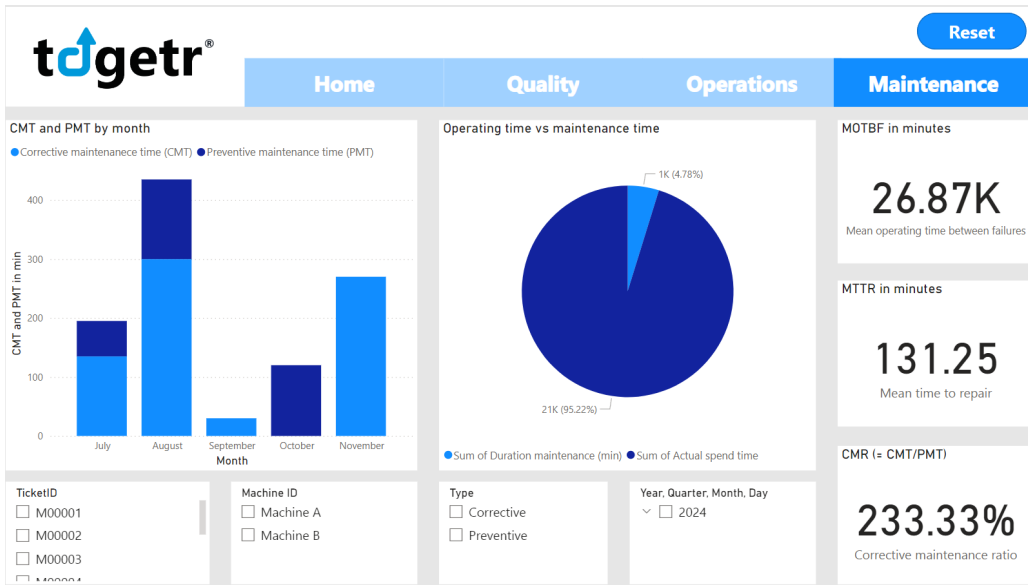 togetr®
Reset
Home
Quality
Operations
Maintenance
CMT and PMT by month
Corrective maintenanece time (CMT)
Preventive maintenance time (PMT)
CMT and PMT in min
400
300
200
100
0
July
August
September
October
November
Month
Operating time vs maintenance time
1K (4.78%)
21K (95.22%)
Sum of Duration maintenance (min)
Sum of Actual spend time
MOTBF in minutes
26.87K
Mean operating time between failures
MTTR in minutes
131.25
Mean time to repair
CMR (= CMT/PMT)
233.33%
Corrective maintenance ratio
TicketID
M00001
M00002
M00003
M00004
Machine ID
Machine A
Machine B
Type
Corrective
Preventive
Year, Quarter, Month, Day
2024